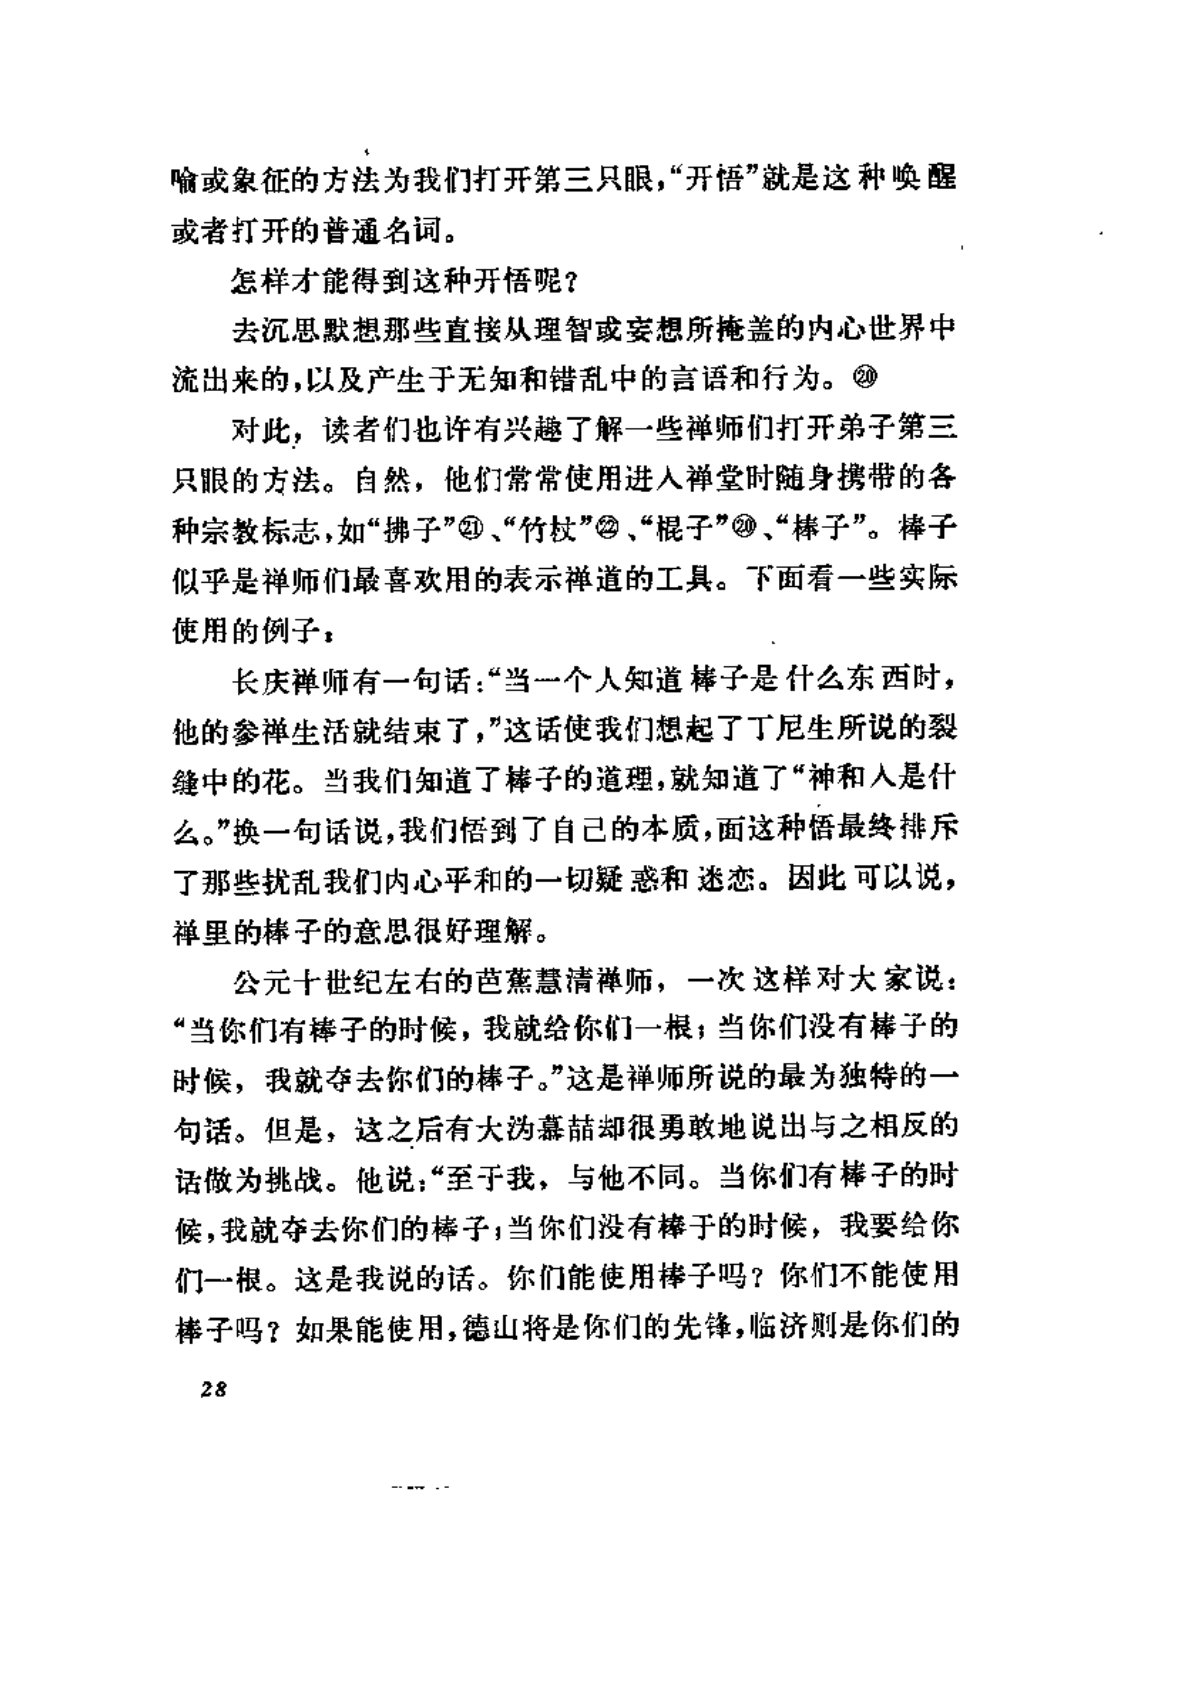 喻或象征的方法为我们打开第三只眼，“开悟”就是这种唤醒
或者打开的普通名词。
怎样才能得到这种开悟呢？
去沉思默想那些直接从理智或妄想所掩盖的内心世界中
流出来的，以及产生于无知和错乱中的言语和行为。⑳
对此，读者们也许有兴趣了解一些禅师们打开弟子第三
只眼的方法。自然，他们常常使用进入禅堂时随身携带的各
种宗教标志，如“拂子”㉑、“竹杖”㉒、“棍子”⑳、“棒子”。棒子
似乎是禅师们最喜欢用的表示禅道的工具。下面看一些实际
使用的例子：
长庆禅师有一句话：“当一个人知道棒子是什么东西时，
他的参禅生活就结束了，”这话使我们想起了丁尼生所说的裂
缝中的花。当我们知道了棒子的道理，就知道了“神和人是什
么。”换一句话说，我们悟到了自己的本质，面这种悟最终排斥
了那些扰乱我们内心平和的一切疑惑和迷恋。因此可以说，
禅里的棒子的意思很好理解。
公元十世纪左右的芭蕉慧清禅师，一次这样对大家说：
“当你们有棒子的时候，我就给你们一根；当你们没有棒子的
时候，我就夺去你们的棒子。”这是禅师所说的最为独特的一
句话。但是，这之后有大沩慕喆却很勇敢地说出与之相反的
话做为挑战。他说：“至于我，与他不同。当你们有棒子的时
候，我就夺去你们的棒子；当你们没有棒于的时候，我要给你
们一根。这是我说的话。你们能使用棒子吗？你们不能使用
棒子吗？如果能使用，德山将是你们的先锋，临济则是你们的
28